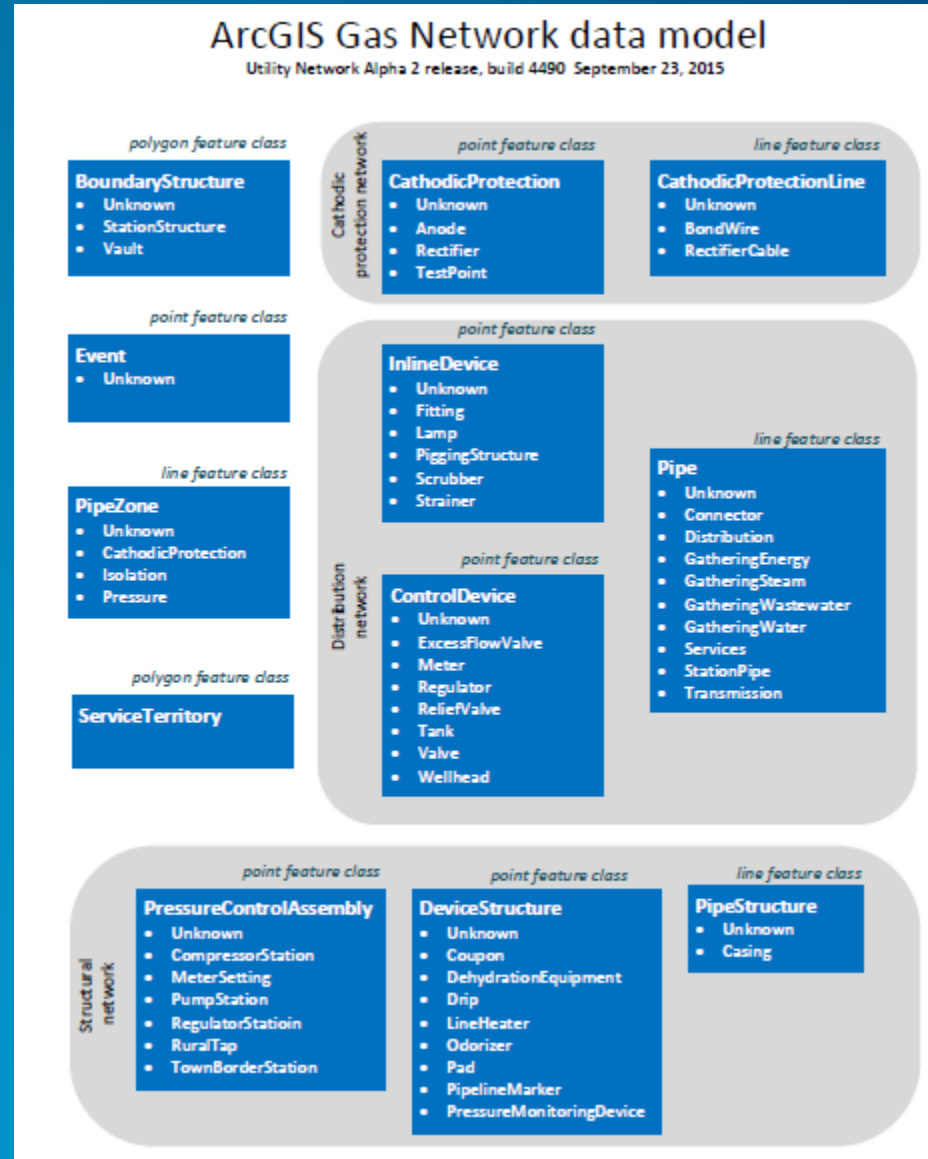 ArcGIS Gas Network data model
Utility Network Alpha 2 release, build 4490 September 23, 2015
polygon feature class
BoundaryStructure
• Unknown
• StationStructure
• Vault
point feature class
Event
• Unknown
line feature class
PipeZone
• Unknown
• CathodicProtection
• Isolation
• Pressure
polygon feature class
ServiceTerritory
Cathodic
protection network
point feature class
CathodicProtection
• Unknown
• Anode
• Rectifier
• TestPoint
line feature class
CathodicProtectionLine
• Unknown
• BondWire
• RectifierCable
Distribution
network
point feature class
InlineDevice
• Unknown
• Fitting
• Lamp
• PiggingStructure
• Scrubber
• Strainer
point feature class
ControlDevice
• Unknown
• ExcessFlowValve
• Meter
• Regulator
• ReliefValve
• Tank
• Valve
• Wellhead
line feature class
Pipe
• Unknown
• Connector
• Distribution
• GatheringEnergy
• GatheringSteam
• GatheringWastewater
• GatheringWater
• Services
• StationPipe
• Transmission
Structural
network
point feature class
PressureControlAssembly
• Unknown
• CompressorStation
• MeterSetting
• PumpStation
• RegulatorStatioin
• RuralTap
• TownBorderStation
point feature class
DeviceStructure
• Unknown
• Coupon
• DehydrationEquipment
• Drip
• LineHeater
• Odorizer
• Pad
• PipelineMarker
• PressureMonitoringDevice
line feature class
PipeStructure
• Unknown
• Casing